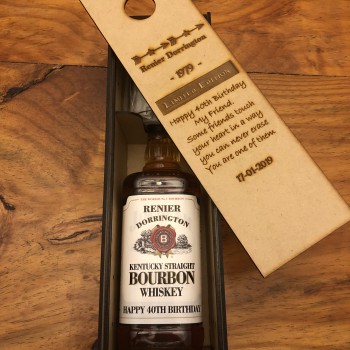 Renier Dorrington
- 1979 -
LIMITED EDITION
Happy 40th Birthday
My Friend.
Some friends touch
your heart in a way
you can never erase
You are one of them
17-01-2019
RENIER
DORRINGTON
B
KENTUCKY STRAIGHT
BOURBON
WHISKEY
HAPPY 40TH BIRTHDAY